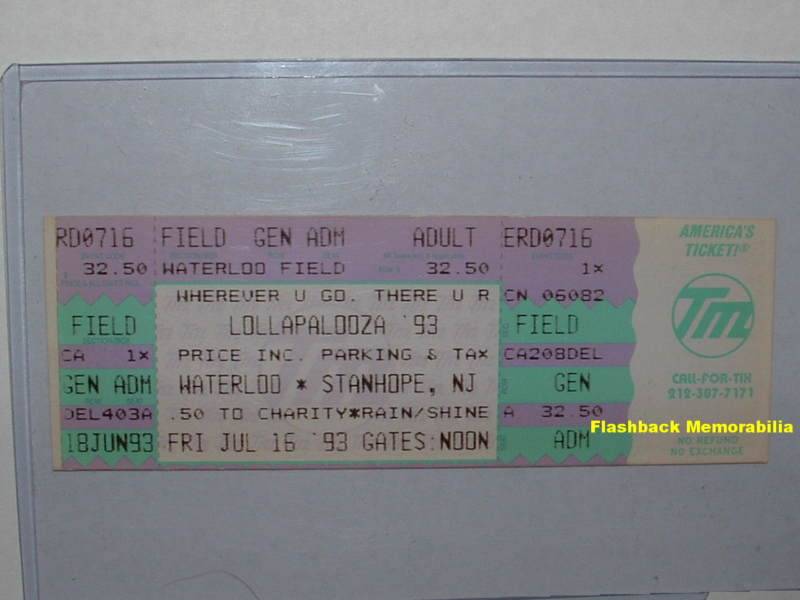 RD0716 FIELD GEN ADM ADULT ERD0716
32.50 WATERLOO FIELD 32.50 1x
WHEREVER U GO. THERE U R CN 06082
FIELD LOLLAPALOOZA '93 FIELD
CA 1x PRICE INC. PARKING & TAX CA208DEL
GEN ADM WATERLOO * STANHOPE, NJ GEN
DEL403A .50 TO CHARITY*RAIN/SHINE A 32.50
18JUN93 FRI JUL 16 '93 GATES:NOON ADM
AMERICA'S
TICKET!®
Tm
CALL-FOR-TIX
212-307-7171
Flashback Memorabilia
NO REFUND
NO EXCHANGE